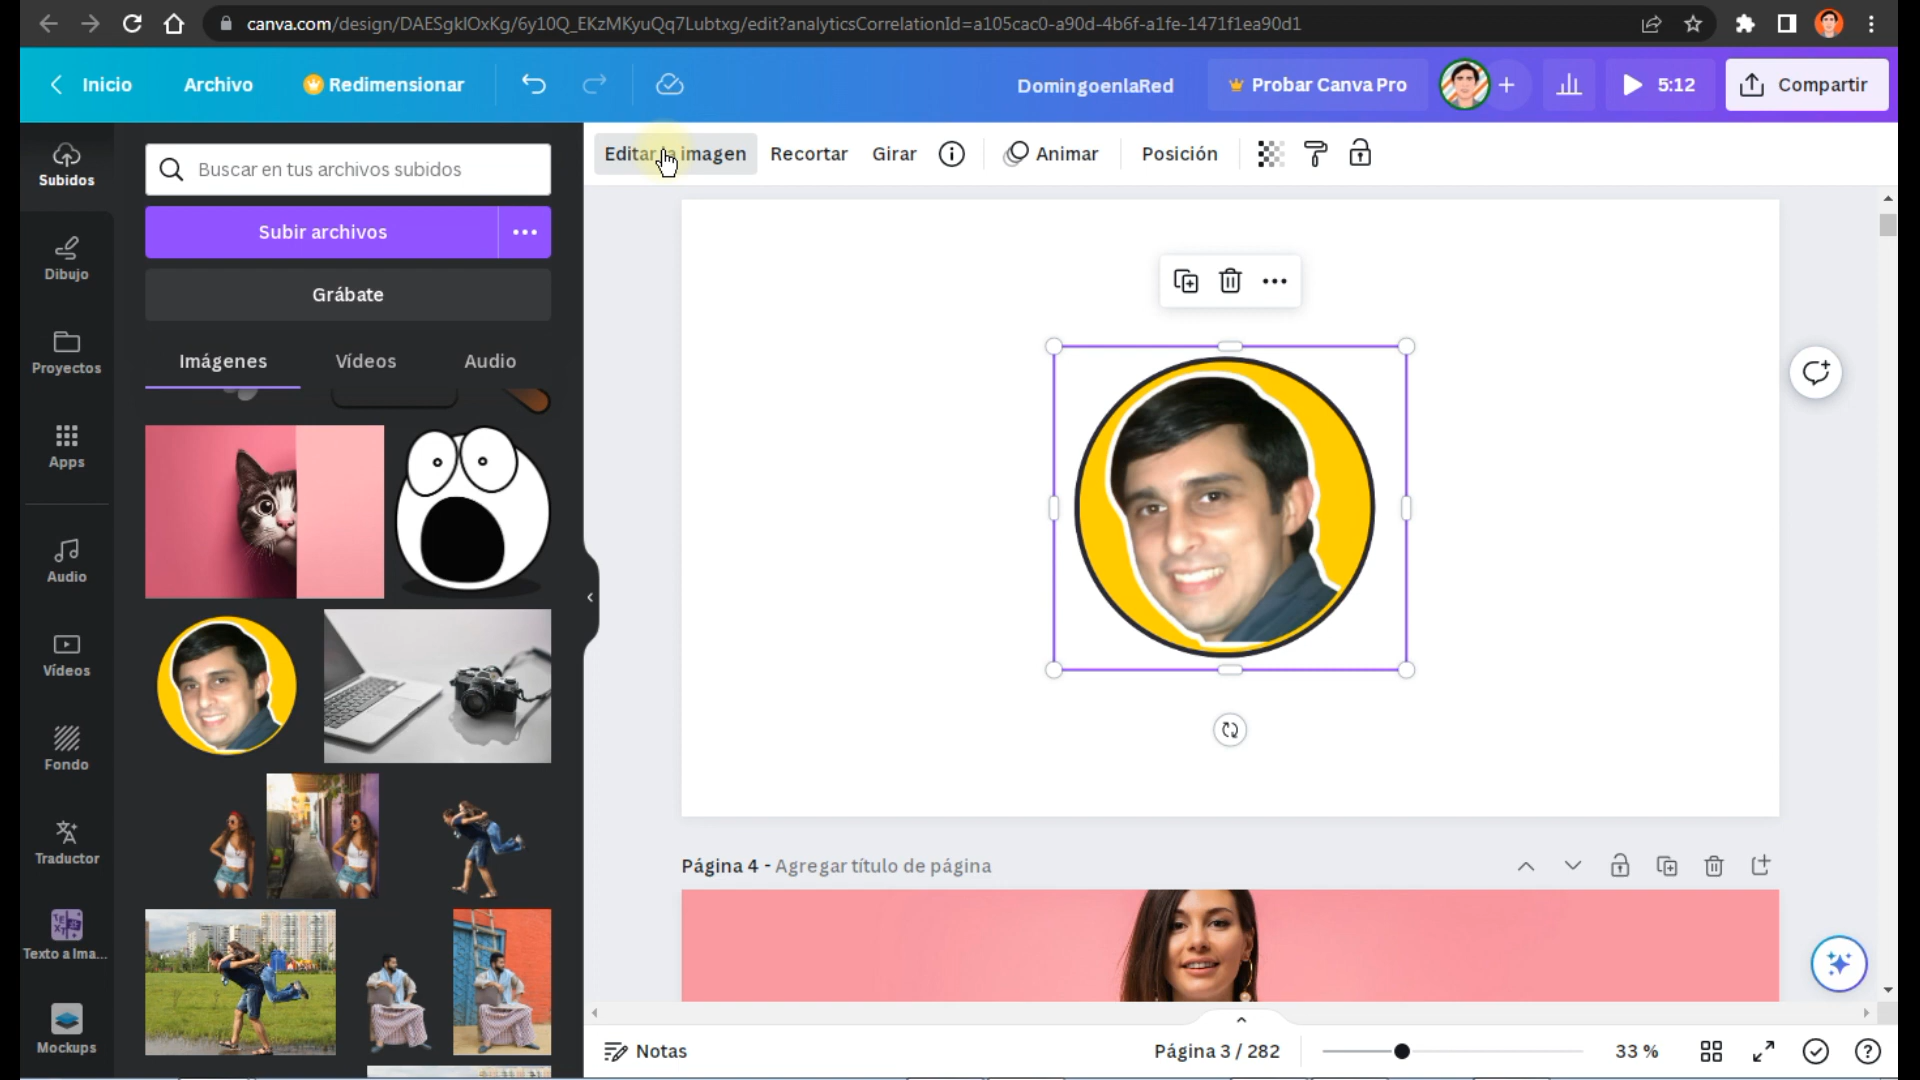 canva.com/design/DAESgklOxKg/6y10Q_EKzMKyuQq7Lubtxg/edit?analyticsCorrelationId=a105cac0-a90d-4b6f-a1fe-1471f1ea90d1
Inicio Archivo Redimensionar DomingoenlaRed Probar Canva Pro 5:12 Compartir
Subidos
Buscar en tus archivos subidos
Editar la imagen Recortar Girar Animar Posición
Subir archivos
Dibujo
Grábate
Proyectos
Imágenes Vídeos Audio
Apps
Audio
Vídeos
Fondo
Traductor
Página 4 - Agregar título de página
TE
XT
Texto a Ima...
Mockups
Notas Página 3 / 282 33 %